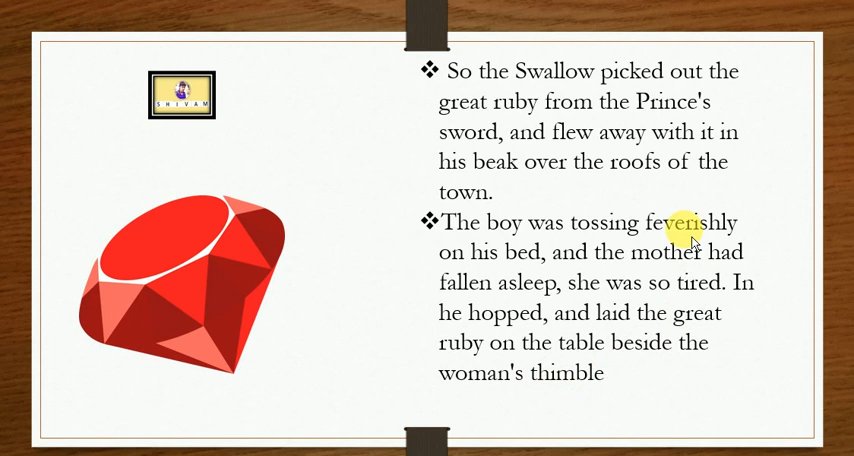 SHIVAM
❖ So the Swallow picked out the
great ruby from the Prince's
sword, and flew away with it in
his beak over the roofs of the
town.
❖The boy was tossing feverishly
on his bed, and the mother had
fallen asleep, she was so tired. In
he hopped, and laid the great
ruby on the table beside the
woman's thimble